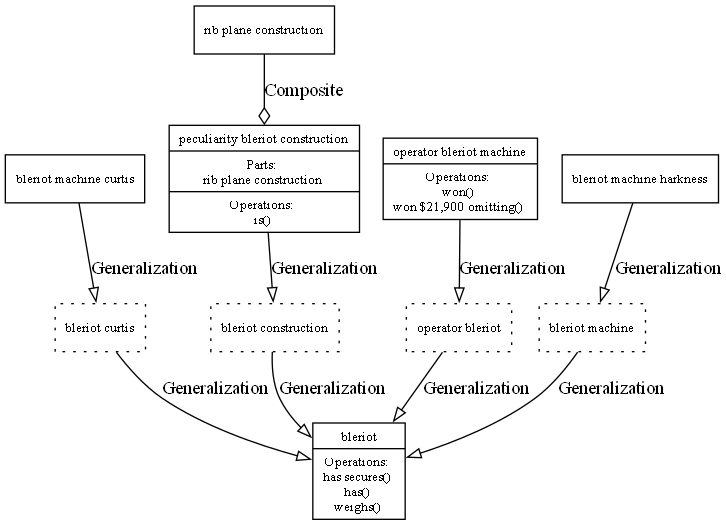 rib plane construction
Composite
peculiarity bleriot construction
Parts:
rib plane construction
Operations:
is()
operator bleriot machine
Operations:
won()
won $21,900 omitting()
bleriot machine curtis
bleriot machine harkness
Generalization
Generalization
Generalization
Generalization
bleriot curtis
bleriot construction
operator bleriot
bleriot machine
Generalization
Generalization
Generalization
Generalization
bleriot
Operations:
has secures()
has()
weighs()